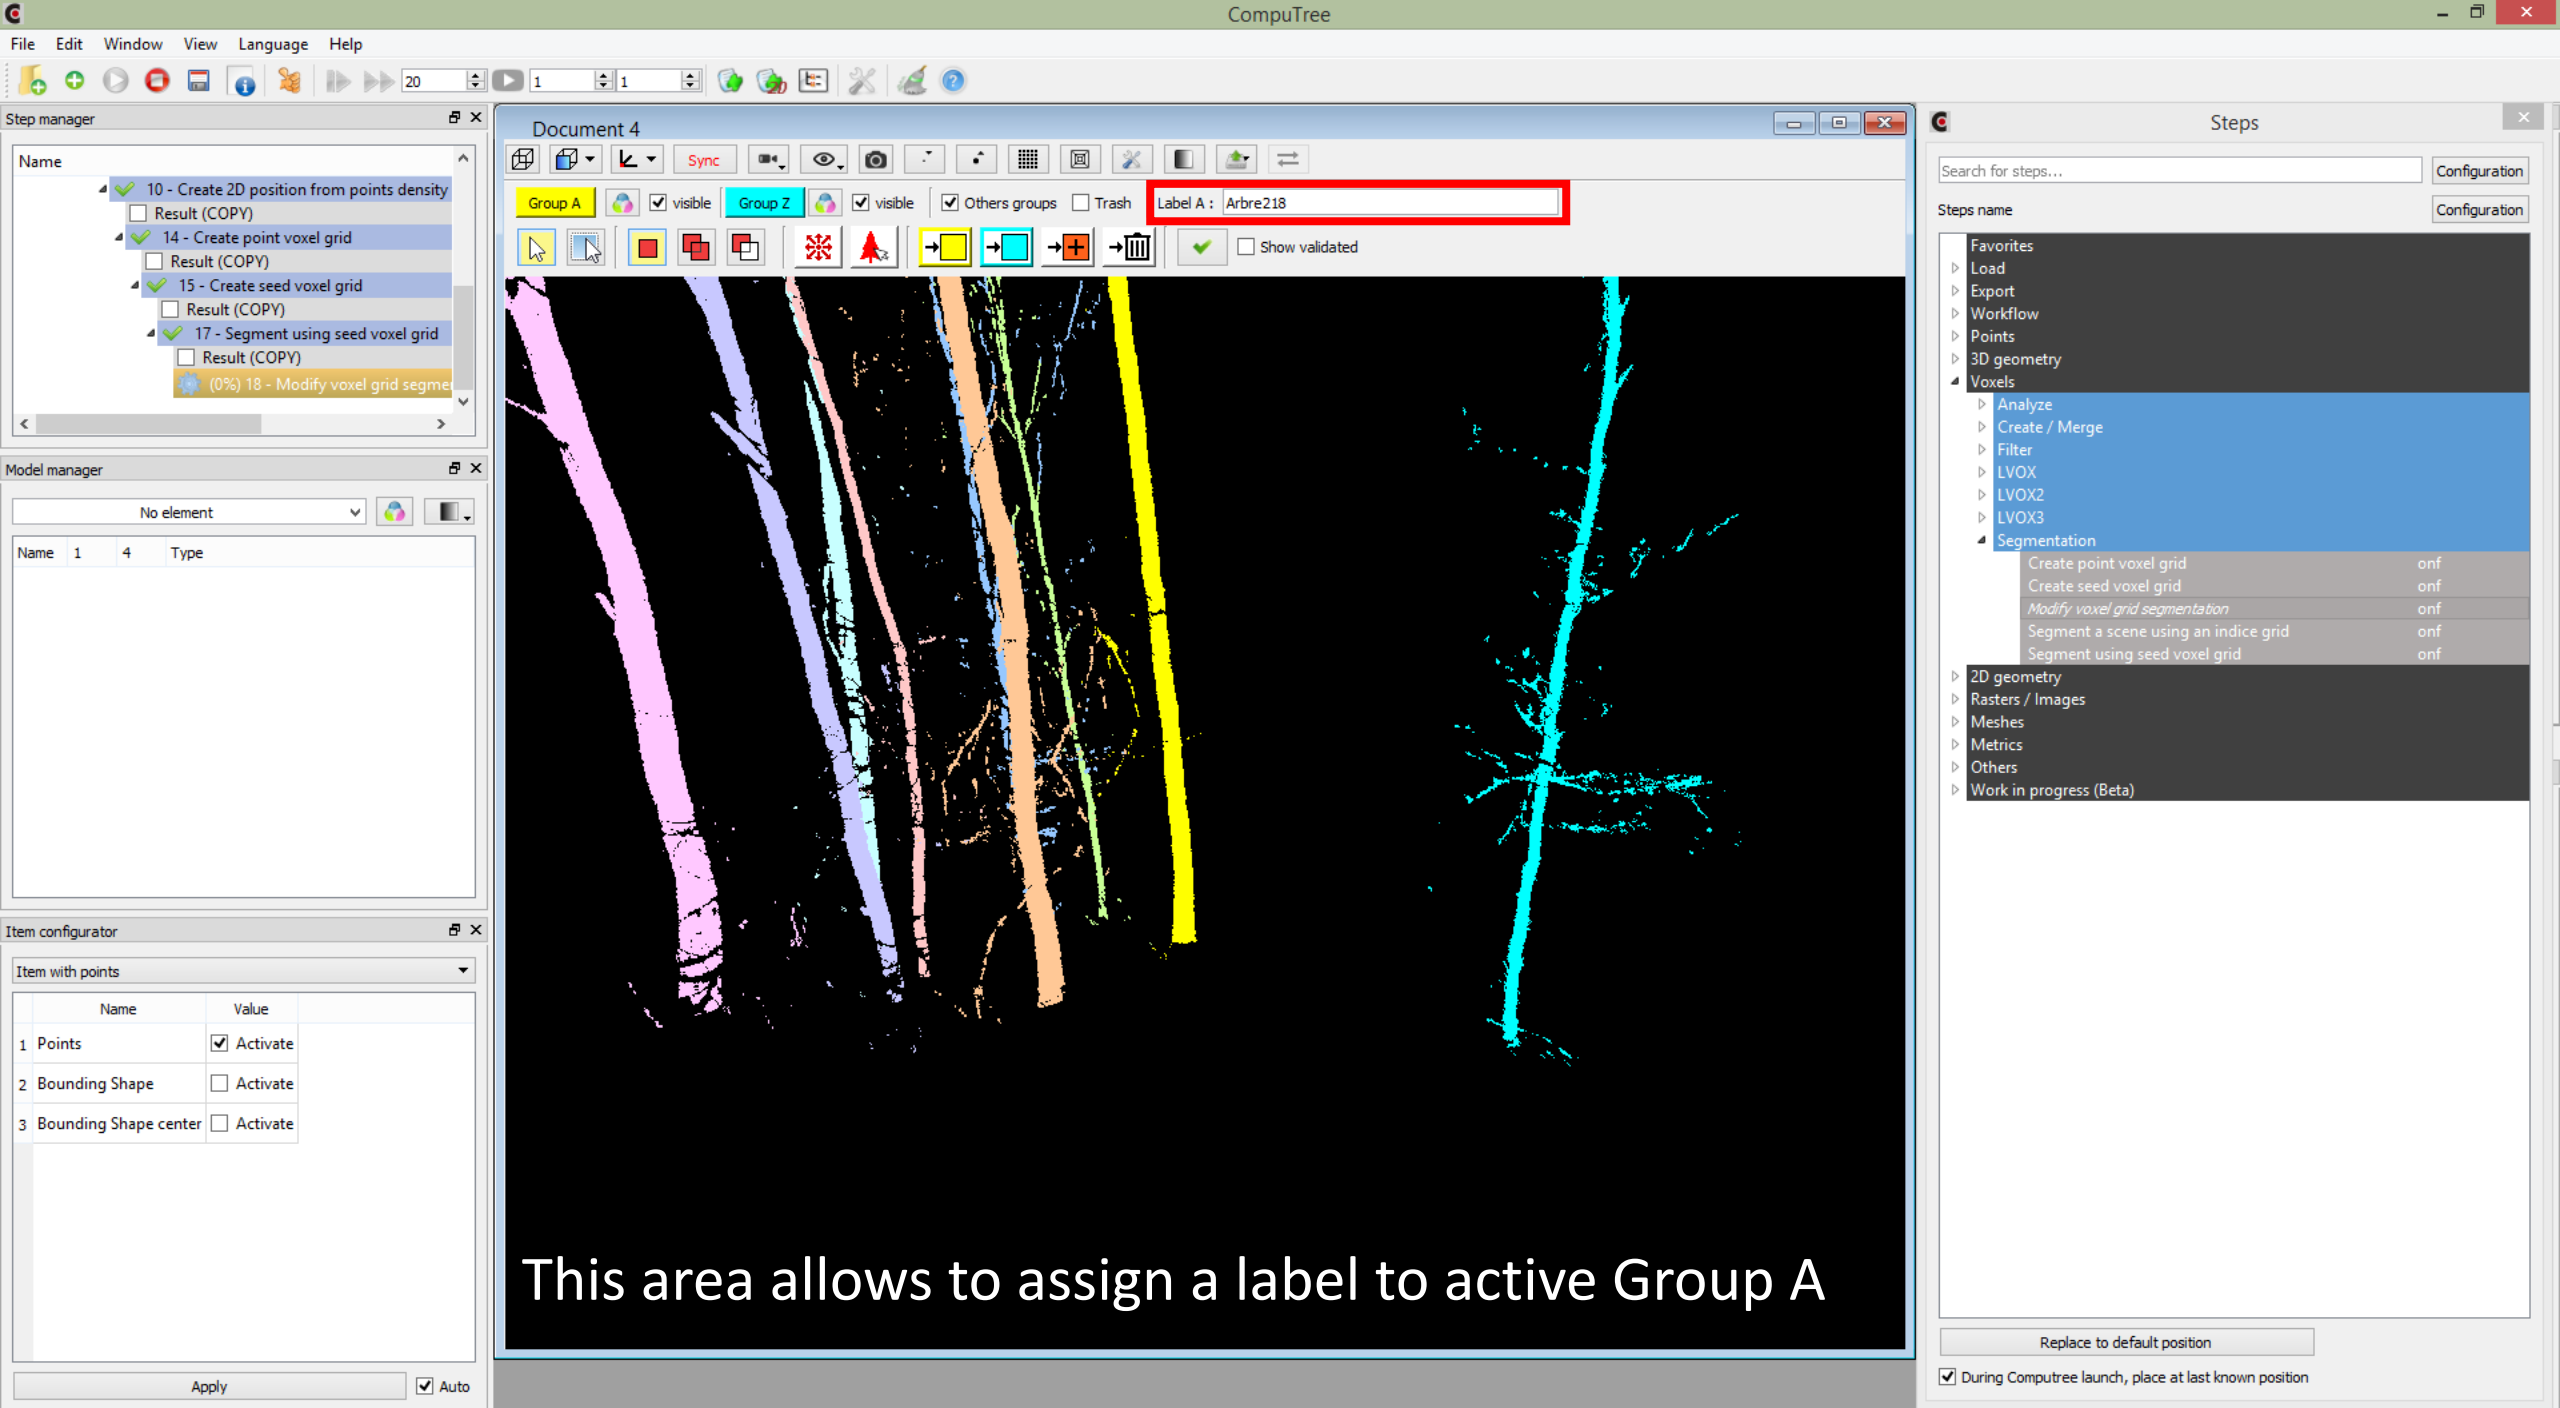 CompuTree
File Edit Window View Language Help
20 1 1
Step manager
Name
10 - Create 2D position from points density
Result (COPY)
14 - Create point voxel grid
Result (COPY)
15 - Create seed voxel grid
Result (COPY)
17 - Segment using seed voxel grid
Result (COPY)
(0%) 18 - Modify voxel grid segme
Model manager
No element
Name 1 4 Type
Item configurator
Item with points
Name Value
1 Points Activate
2 Bounding Shape Activate
3 Bounding Shape center Activate
Apply Auto
Document 4
Sync
Group A visible Group Z visible Others groups Trash Label A : Arbre218
Show validated
This area allows to assign a label to active Group A
Steps
Search for steps... Configuration
Steps name Configuration
Favorites
Load
Export
Workflow
Points
3D geometry
Voxels
Analyze
Create / Merge
Filter
LVOX
LVOX2
LVOX3
Segmentation
Create point voxel grid onf
Create seed voxel grid onf
Modify voxel grid segmentation onf
Segment a scene using an indice grid onf
Segment using seed voxel grid onf
2D geometry
Rasters / Images
Meshes
Metrics
Others
Work in progress (Beta)
Replace to default position
During Computree launch, place at last known position